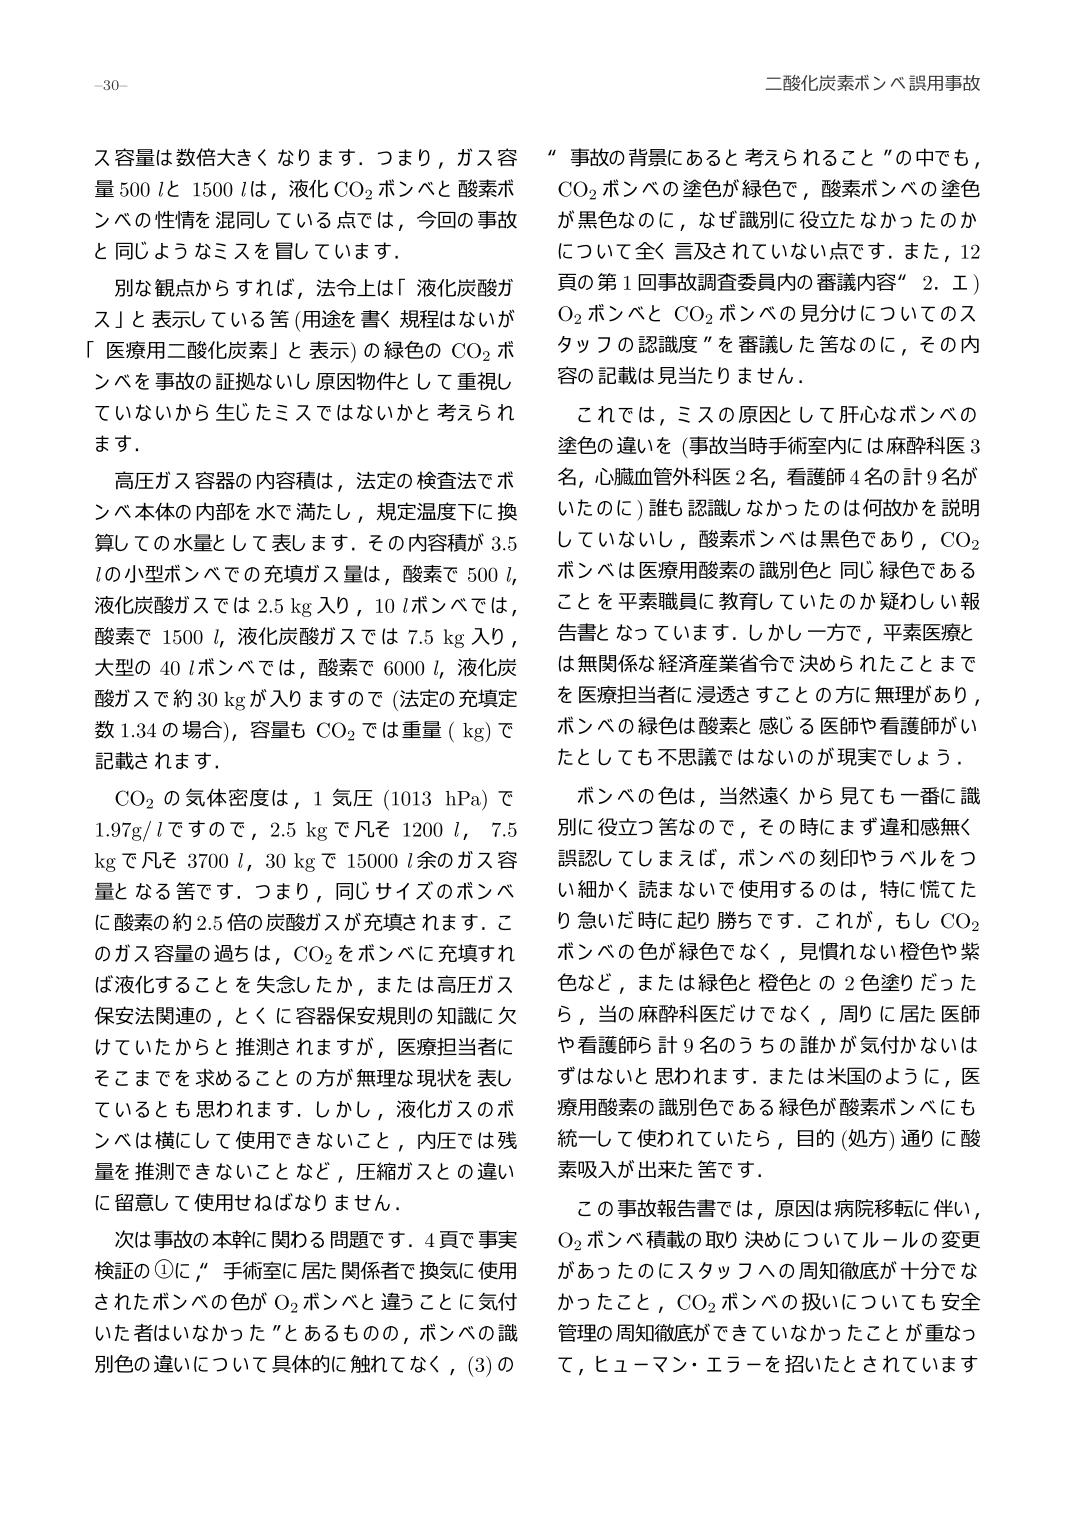 –30–
二酸化炭素ボンベ誤用事故
ス容量は数倍大きくなります．つまり，ガス容
量 500 lと 1500 lは，液化 CO₂ ボンベと酸素ボ
ンベの性情を混同している点では，今回の事故
と同じようなミスを冒しています．
別な観点からすれば，法令上は「液化炭酸ガ
ス」と表示している筈 (用途を書く規程はないが
「医療用二酸化炭素」と表示) の緑色の CO₂ ボ
ンベを事故の証拠ないし原因物件として重視し
ていないから生じたミスではないかと考えられ
ます．
高圧ガス容器の内容積は，法定の検査法でボ
ンベ本体の内部を水で満たし，規定温度下に換
算しての水量として表します．その内容積が 3.5
lの小型ボンベでの充填ガス量は，酸素で 500 l,
液化炭酸ガスでは 2.5 kg 入り，10 lボンベでは，
酸素で 1500 l, 液化炭酸ガスでは 7.5 kg 入り，
大型の 40 lボンベでは，酸素で 6000 l, 液化炭
酸ガスで約 30 kg が入りますので (法定の充填定
数 1.34 の場合)，容量も CO₂ では重量 ( kg) で
記載されます．
CO₂ の気体密度は，1 気圧 (1013 hPa) で
1.97g/ lですので，2.5 kg で凡そ 1200 l， 7.5
kg で凡そ 3700 l，30 kg で 15000 l余のガス容
量となる筈です．つまり，同じサイズのボンベ
に酸素の約 2.5 倍の炭酸ガスが充填されます．こ
のガス容量の過ちは，CO₂ をボンベに充填すれ
ば液化することを失念したか，または高圧ガス
保安法関連の，とくに容器保安規則の知識に欠
けていたからと推測されますが，医療担当者に
そこまでを求めることの方が無理な現状を表し
ているとも思われます．しかし，液化ガスのボ
ンベは横にして使用できないこと，内圧では残
量を推測できないことなど，圧縮ガスとの違い
に留意して使用せねばなりません．
次は事故の本幹に関わる問題です．4 頁で事実
検証の①に，“ 手術室に居た関係者で換気に使用
されたボンベの色が O₂ ボンベと違うことに気付
いた者はいなかった ”とあるものの，ボンベの識
別色の違いについて具体的に触れてなく，(3) の
“ 事故の背景にあると考えられること ”の中でも，
CO₂ ボンベの塗色が緑色で，酸素ボンベの塗色
が黒色なのに，なぜ識別に役立たなかったのか
について全く言及されていない点です．また，12
頁の第 1 回事故調査委員内の審議内容“ 2．エ)
O₂ ボンベと CO₂ ボンベの見分けについてのス
タッフの認識度 ”を審議した筈なのに，その内
容の記載は見当たりません．
これでは，ミスの原因として肝心なボンベの
塗色の違いを (事故当時手術室内には麻酔科医 3
名，心臓血管外科医 2 名，看護師 4 名の計 9 名が
いたのに) 誰も認識しなかったのは何故かを説明
していないし，酸素ボンベは黒色であり，CO₂
ボンベは医療用酸素の識別色と同じ緑色である
ことを平素職員に教育していたのか疑わしい報
告書となっています．しかし一方で，平素医療と
は無関係な経済産業省令で決められたことまで
を医療担当者に浸透さすことの方に無理があり，
ボンベの緑色は酸素と感じる医師や看護師がい
たとしても不思議ではないのが現実でしょう．
ボンベの色は，当然遠くから見ても一番に識
別に役立つ筈なので，その時にまず違和感無く
誤認してしまえば，ボンベの刻印やラベルをつ
い細かく読まないで使用するのは，特に慌てた
り急いだ時に起り勝ちです．これが，もし CO₂
ボンベの色が緑色でなく，見慣れない橙色や紫
色など，または緑色と橙色との 2 色塗りだった
ら，当の麻酔科医だけでなく，周りに居た医師
や看護師ら計 9 名のうちの誰かが気付かないは
ずはないと思われます．または米国のように，医
療用酸素の識別色である緑色が酸素ボンベにも
統一して使われていたら，目的 (処方) 通りに酸
素吸入が出来た筈です．
この事故報告書では，原因は病院移転に伴い，
O₂ ボンベ積載の取り決めについてルールの変更
があったのにスタッフへの周知徹底が十分でな
かったこと，CO₂ ボンベの扱いについても安全
管理の周知徹底ができていなかったことが重なっ
て，ヒューマン・エラーを招いたとされています